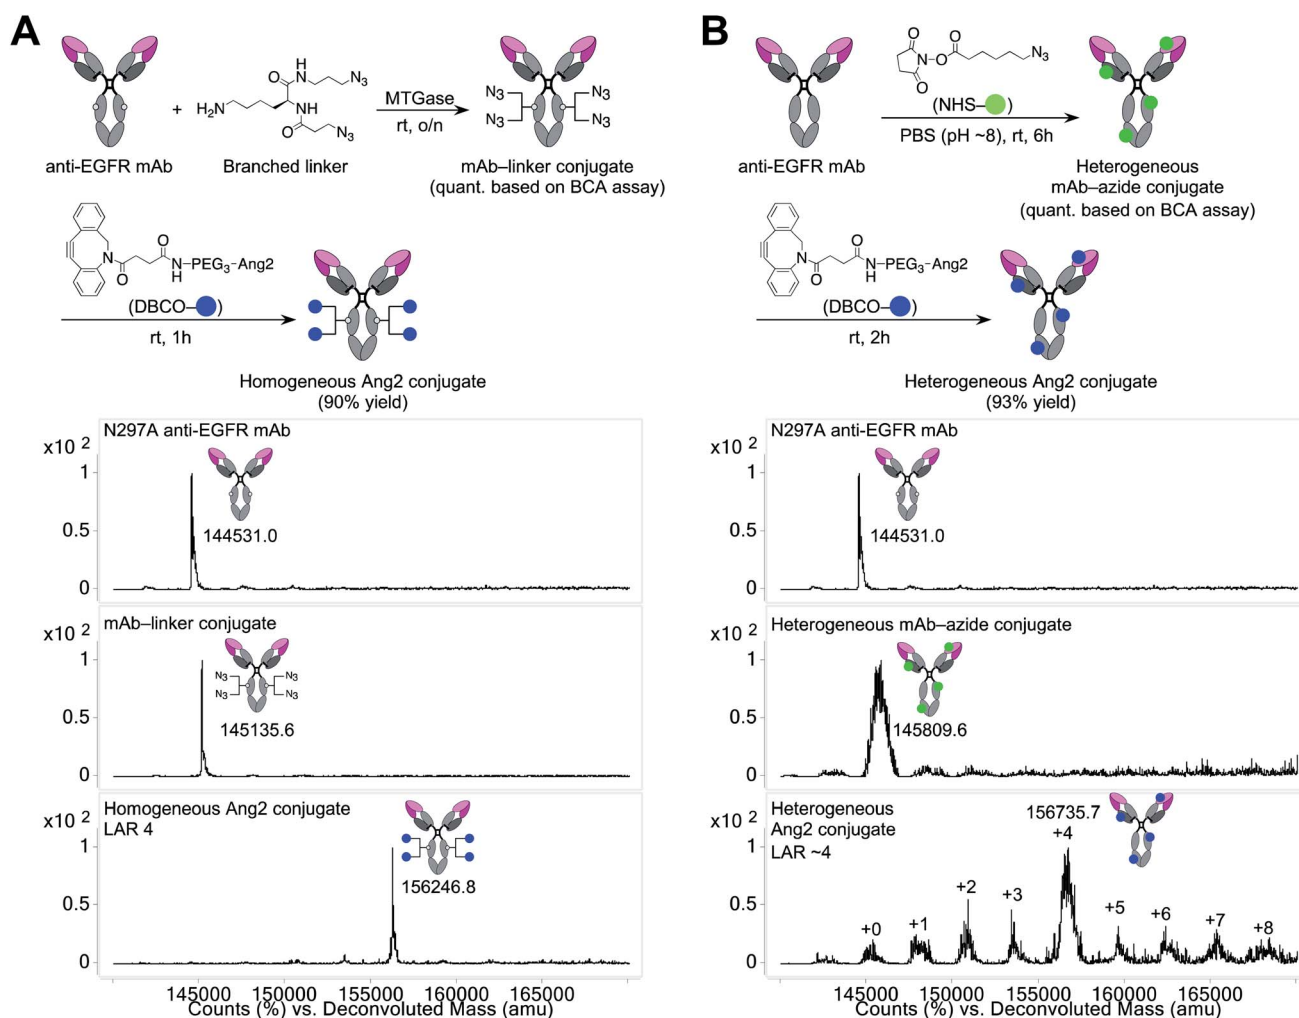 A
H
N
N3
O
H2N
NH
O
N3
+
MTGase
rt, o/n
N3
N3
N3
N3
anti-EGFR mAb
Branched linker
mAb–linker conjugate
(quant. based on BCA assay)
N
O
O
N
H
PEG3–Ang2
(DBCO– )
rt, 1h
Homogeneous Ang2 conjugate
(90% yield)
N297A anti-EGFR mAb
x10 2
1
0.5
0
144531.0
mAb–linker conjugate
x10 2
1
0.5
0
N3
N3
N3
N3
145135.6
Homogeneous Ang2 conjugate
LAR 4
x10 2
1
0.5
0
156246.8
145000 150000 155000 160000 165000
Counts (%) vs. Deconvoluted Mass (amu)
B
O
N–O
O
O
N3
(NHS– )
PBS (pH ~8), rt, 6h
anti-EGFR mAb
Heterogeneous
mAb–azide conjugate
(quant. based on BCA assay)
N
O
O
N
H
PEG3–Ang2
(DBCO– )
rt, 2h
Heterogeneous Ang2 conjugate
(93% yield)
N297A anti-EGFR mAb
x10 2
1
0.5
0
144531.0
Heterogeneous mAb–azide conjugate
x10 2
1
0.5
0
145809.6
Heterogeneous
Ang2 conjugate
LAR ~4
x10 2
1
0.5
0
156735.7
+0 +1 +2 +3 +4 +5 +6 +7 +8
145000 150000 155000 160000 165000
Counts (%) vs. Deconvoluted Mass (amu)